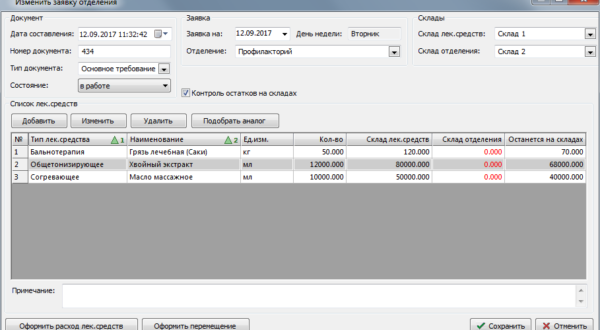 Изменить заявку отделения
Документ
Дата составления: 12.09.2017 11:32:42
Номер документа: 434
Тип документа: Основное требование
Состояние: в работе
Заявка
Заявка на: 12.09.2017 День недели: Вторник
Отделение: Профилакторий
Контроль остатков на складах
Склады
Склад лек.средств: Склад 1
Склад отделения: Склад 2
Список лек.средств
Добавить Изменить Удалить Подобрать аналог
№ Тип лек.средства 1 Наименование 2 Ед.изм. Кол-во Склад лек.средств Склад отделения Останется на складах
1 Бальнотерапия Грязь лечебная (Саки) кг 50.000 120.000 0.000 70.000
2 Общетонизирующее Хвойный экстракт мл 12000.000 80000.000 0.000 68000.000
3 Согревающее Масло массажное мл 10000.000 50000.000 0.000 40000.000
Примечание:
Оформить расход лек.средств Оформить перемещение Сохранить Отменить